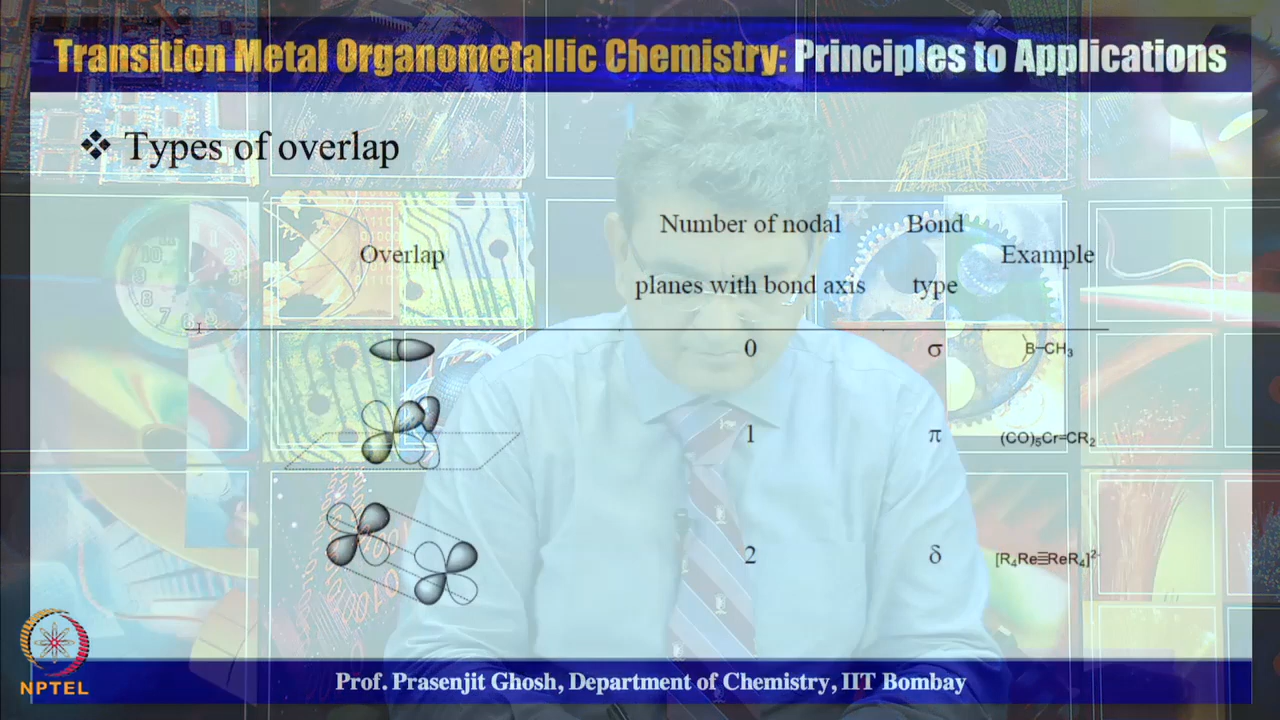 Transition Metal Organometallic Chemistry: Principles to Applications
❖ Types of overlap
Overlap
Number of nodal
planes with bond axis
Bond
type
Example
0 σ B–CH₃
1 π (CO)₅Cr=CR₂
2 δ [R₄Re≣ReR₄]²⁻
NPTEL
Prof. Prasenjit Ghosh, Department of Chemistry, IIT Bombay